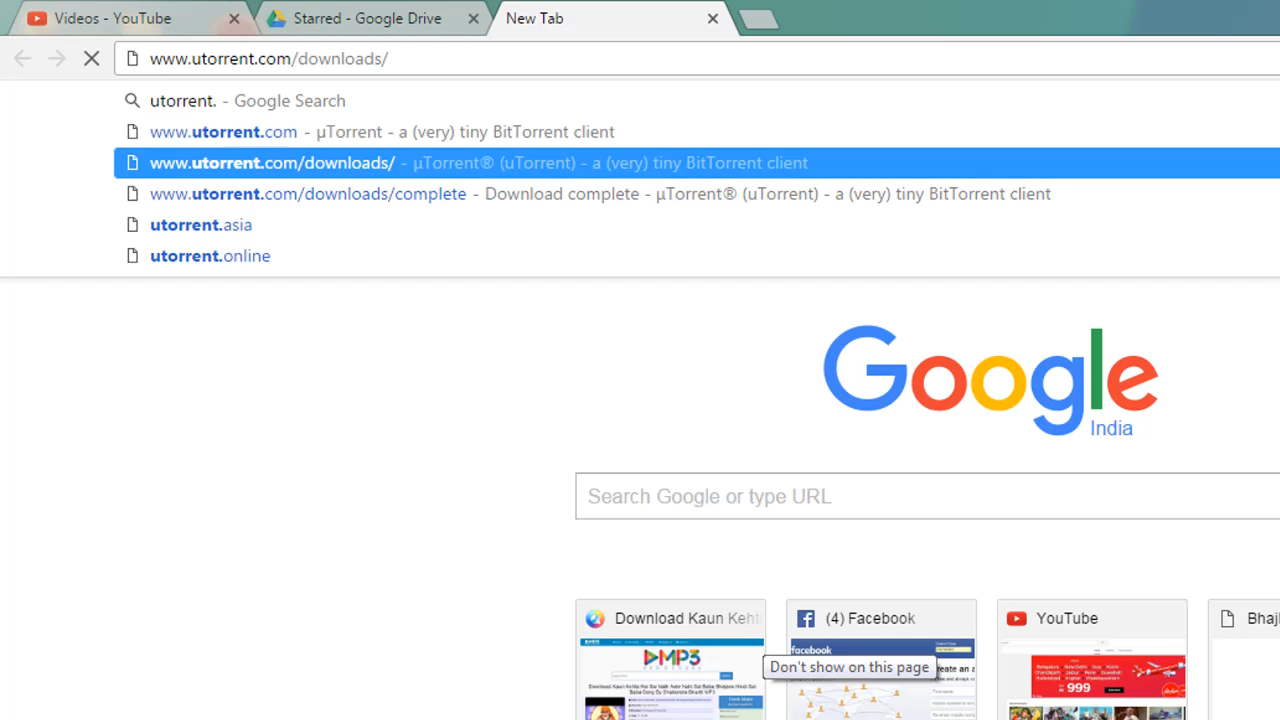 Videos - YouTube
Starred - Google Drive
New Tab
www.utorrent.com/downloads/
utorrent. - Google Search
www.utorrent.com - µTorrent - a (very) tiny BitTorrent client
www.utorrent.com/downloads/ - µTorrent® (uTorrent) - a (very) tiny BitTorrent client
www.utorrent.com/downloads/complete - Download complete - µTorrent® (uTorrent) - a (very) tiny BitTorrent client
utorrent.asia
utorrent.online
Google
India
Search Google or type URL
Download Kaun Keht
(4) Facebook
YouTube
Bhaj
MP3
facebook
Don't show on this page
999